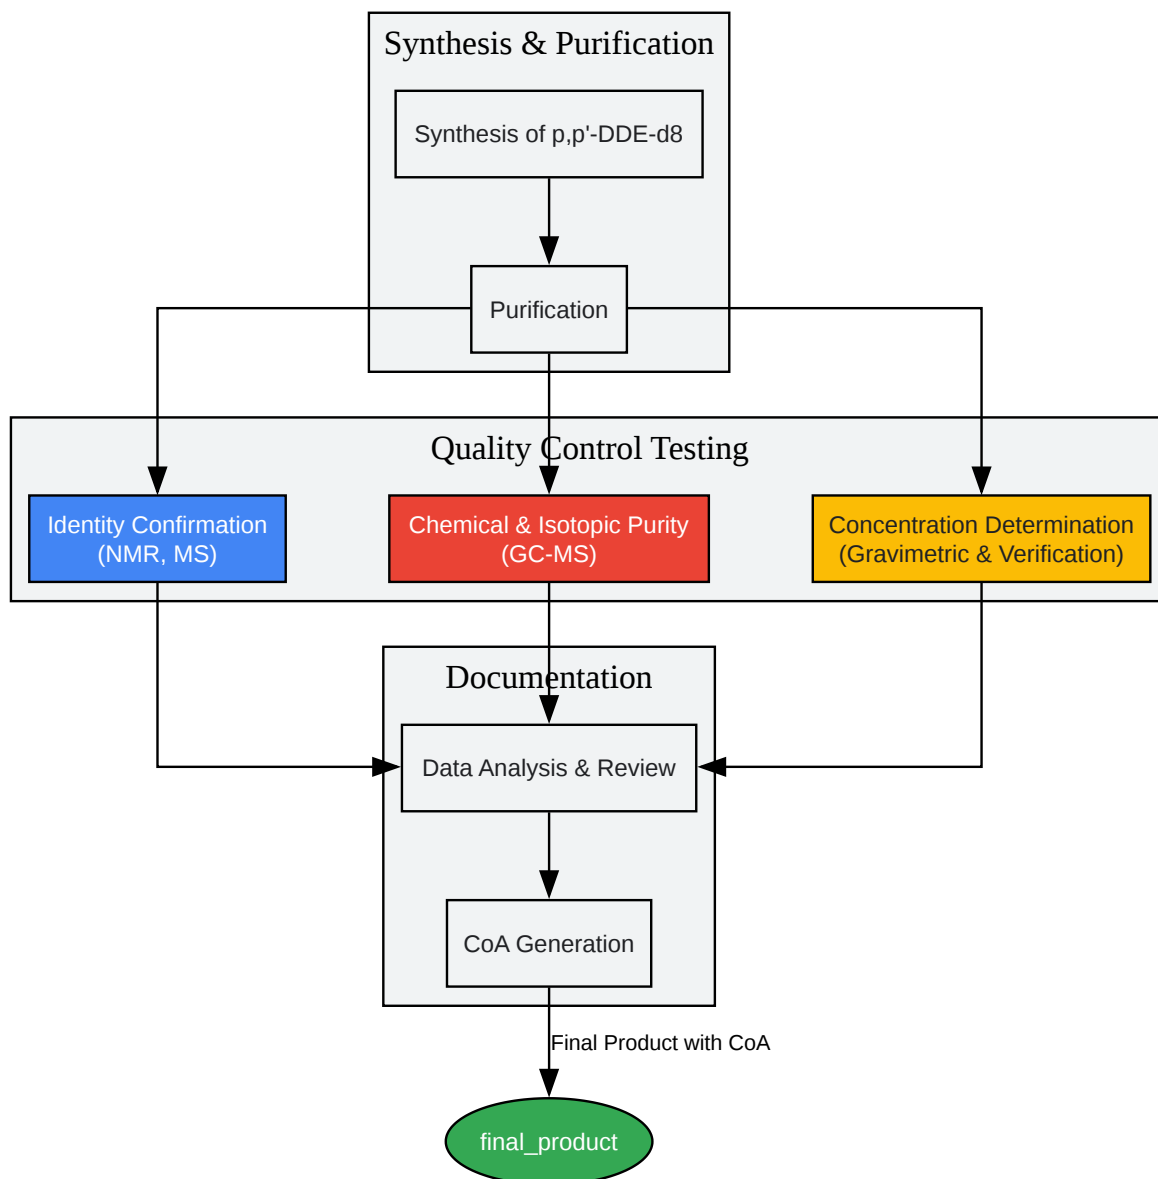 Synthesis & Purification
Synthesis of p,p'-DDE-d8
Purification
Quality Control Testing
Identity Confirmation
(NMR, MS)
Chemical & Isotopic Purity
(GC-MS)
Concentration Determination
(Gravimetric & Verification)
Documentation
Data Analysis & Review
CoA Generation
Final Product with CoA
final_product